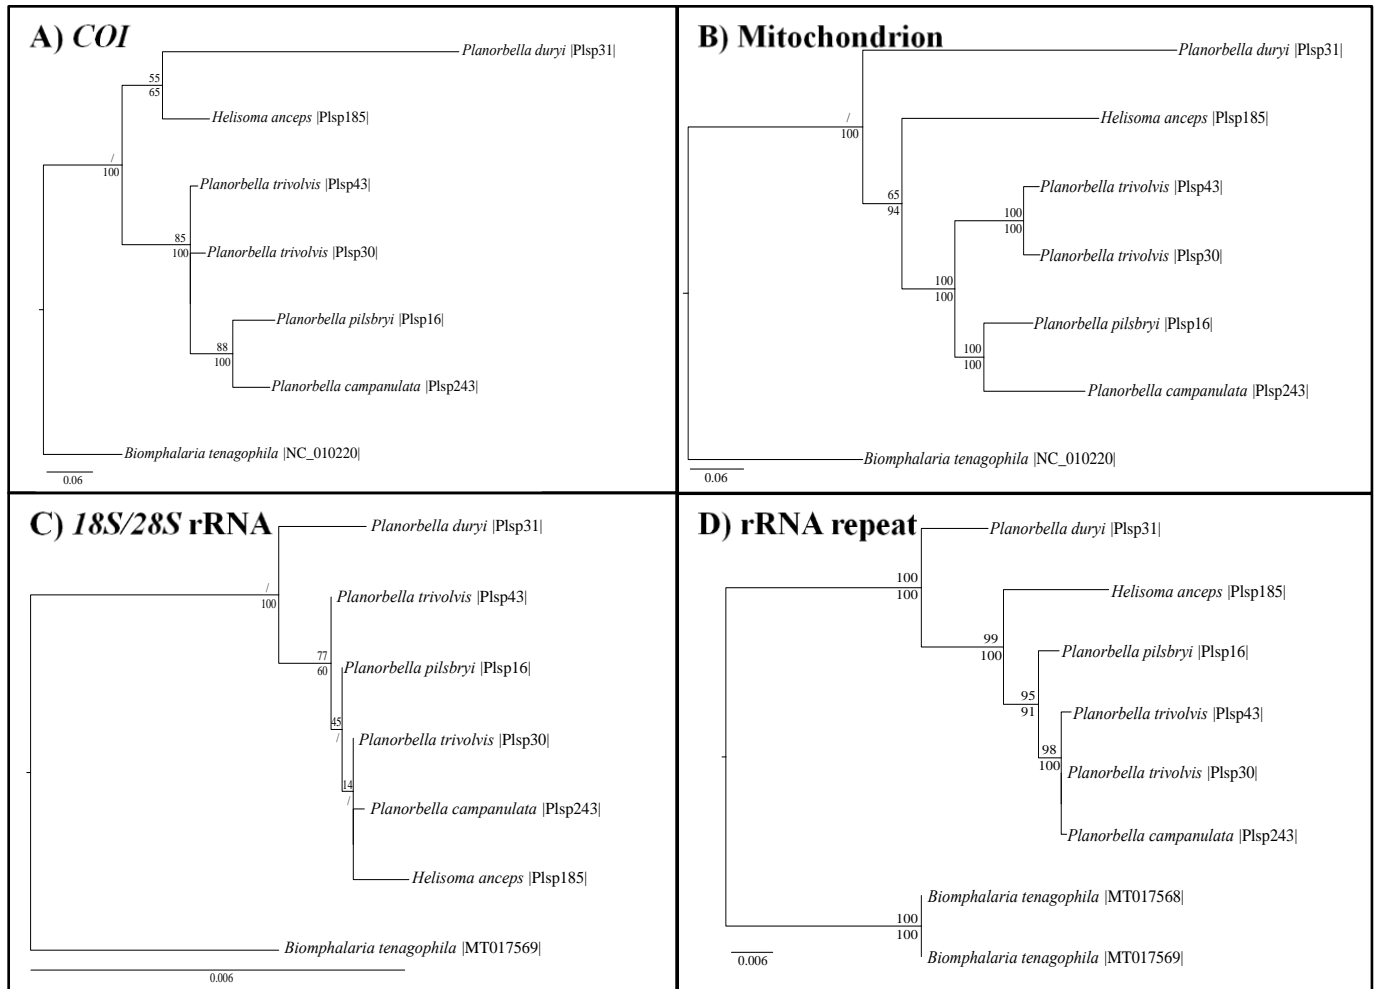 A) COI
Planorbella duryi |Plsp31|
55
65
Helisoma anceps |Plsp185|
/
100
Planorbella trivolvis |Plsp43|
85
100
Planorbella trivolvis |Plsp30|
Planorbella pilsbryi |Plsp16|
88
100
Planorbella campanulata |Plsp243|
Biomphalaria tenagophila |NC_010220|
0.06
B) Mitochondrion
Planorbella duryi |Plsp31|
/
100
Helisoma anceps |Plsp185|
65
94
Planorbella trivolvis |Plsp43|
100
100
Planorbella trivolvis |Plsp30|
100
100
Planorbella pilsbryi |Plsp16|
100
100
Planorbella campanulata |Plsp243|
Biomphalaria tenagophila |NC_010220|
0.06
C) 18S/28S rRNA
Planorbella duryi |Plsp31|
/
100
Planorbella trivolvis |Plsp43|
77
60
Planorbella pilsbryi |Plsp16|
45
/
Planorbella trivolvis |Plsp30|
14
/
Planorbella campanulata |Plsp243|
Helisoma anceps |Plsp185|
Biomphalaria tenagophila |MT017569|
0.006
D) rRNA repeat
Planorbella duryi |Plsp31|
100
100
Helisoma anceps |Plsp185|
99
100
Planorbella pilsbryi |Plsp16|
95
91
Planorbella trivolvis |Plsp43|
98
100
Planorbella trivolvis |Plsp30|
Planorbella campanulata |Plsp243|
Biomphalaria tenagophila |MT017568|
100
100
Biomphalaria tenagophila |MT017569|
0.006